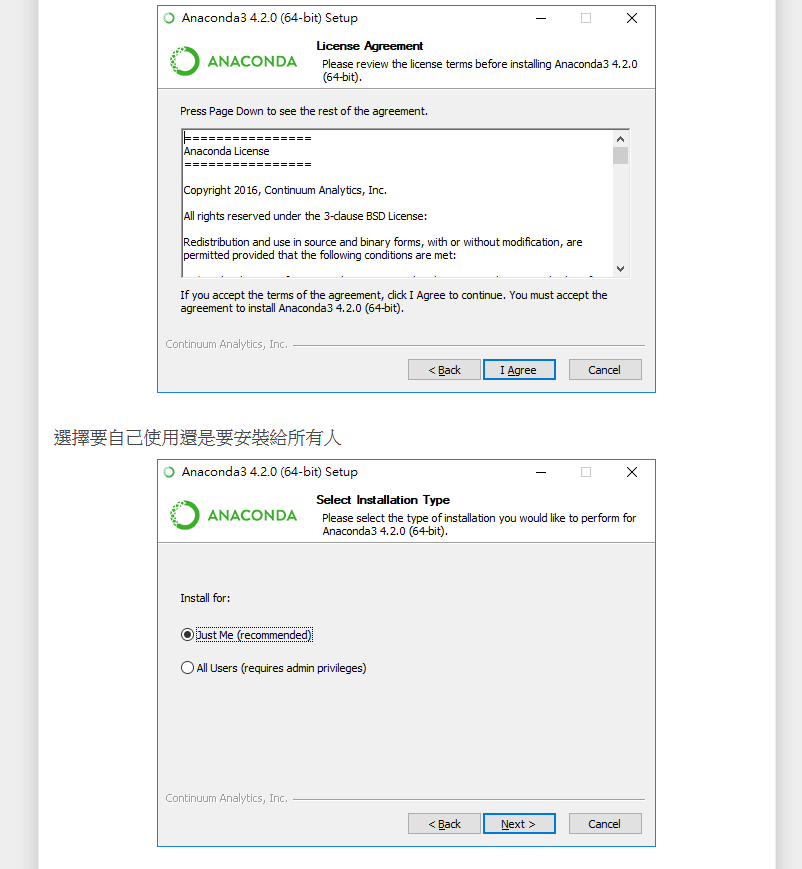 Anaconda3 4.2.0 (64-bit) Setup
ANACONDA
License Agreement
Please review the license terms before installing Anaconda3 4.2.0
(64-bit).
Press Page Down to see the rest of the agreement.
================
Anaconda License
================
Copyright 2016, Continuum Analytics, Inc.
All rights reserved under the 3-clause BSD License:
Redistribution and use in source and binary forms, with or without modification, are
permitted provided that the following conditions are met:
If you accept the terms of the agreement, click I Agree to continue. You must accept the
agreement to install Anaconda3 4.2.0 (64-bit).
Continuum Analytics, Inc.
< Back
I Agree
Cancel
選擇要自己使用還是要安裝給所有人
Anaconda3 4.2.0 (64-bit) Setup
ANACONDA
Select Installation Type
Please select the type of installation you would like to perform for
Anaconda3 4.2.0 (64-bit).
Install for:
Just Me (recommended)
All Users (requires admin privileges)
Continuum Analytics, Inc.
< Back
Next >
Cancel